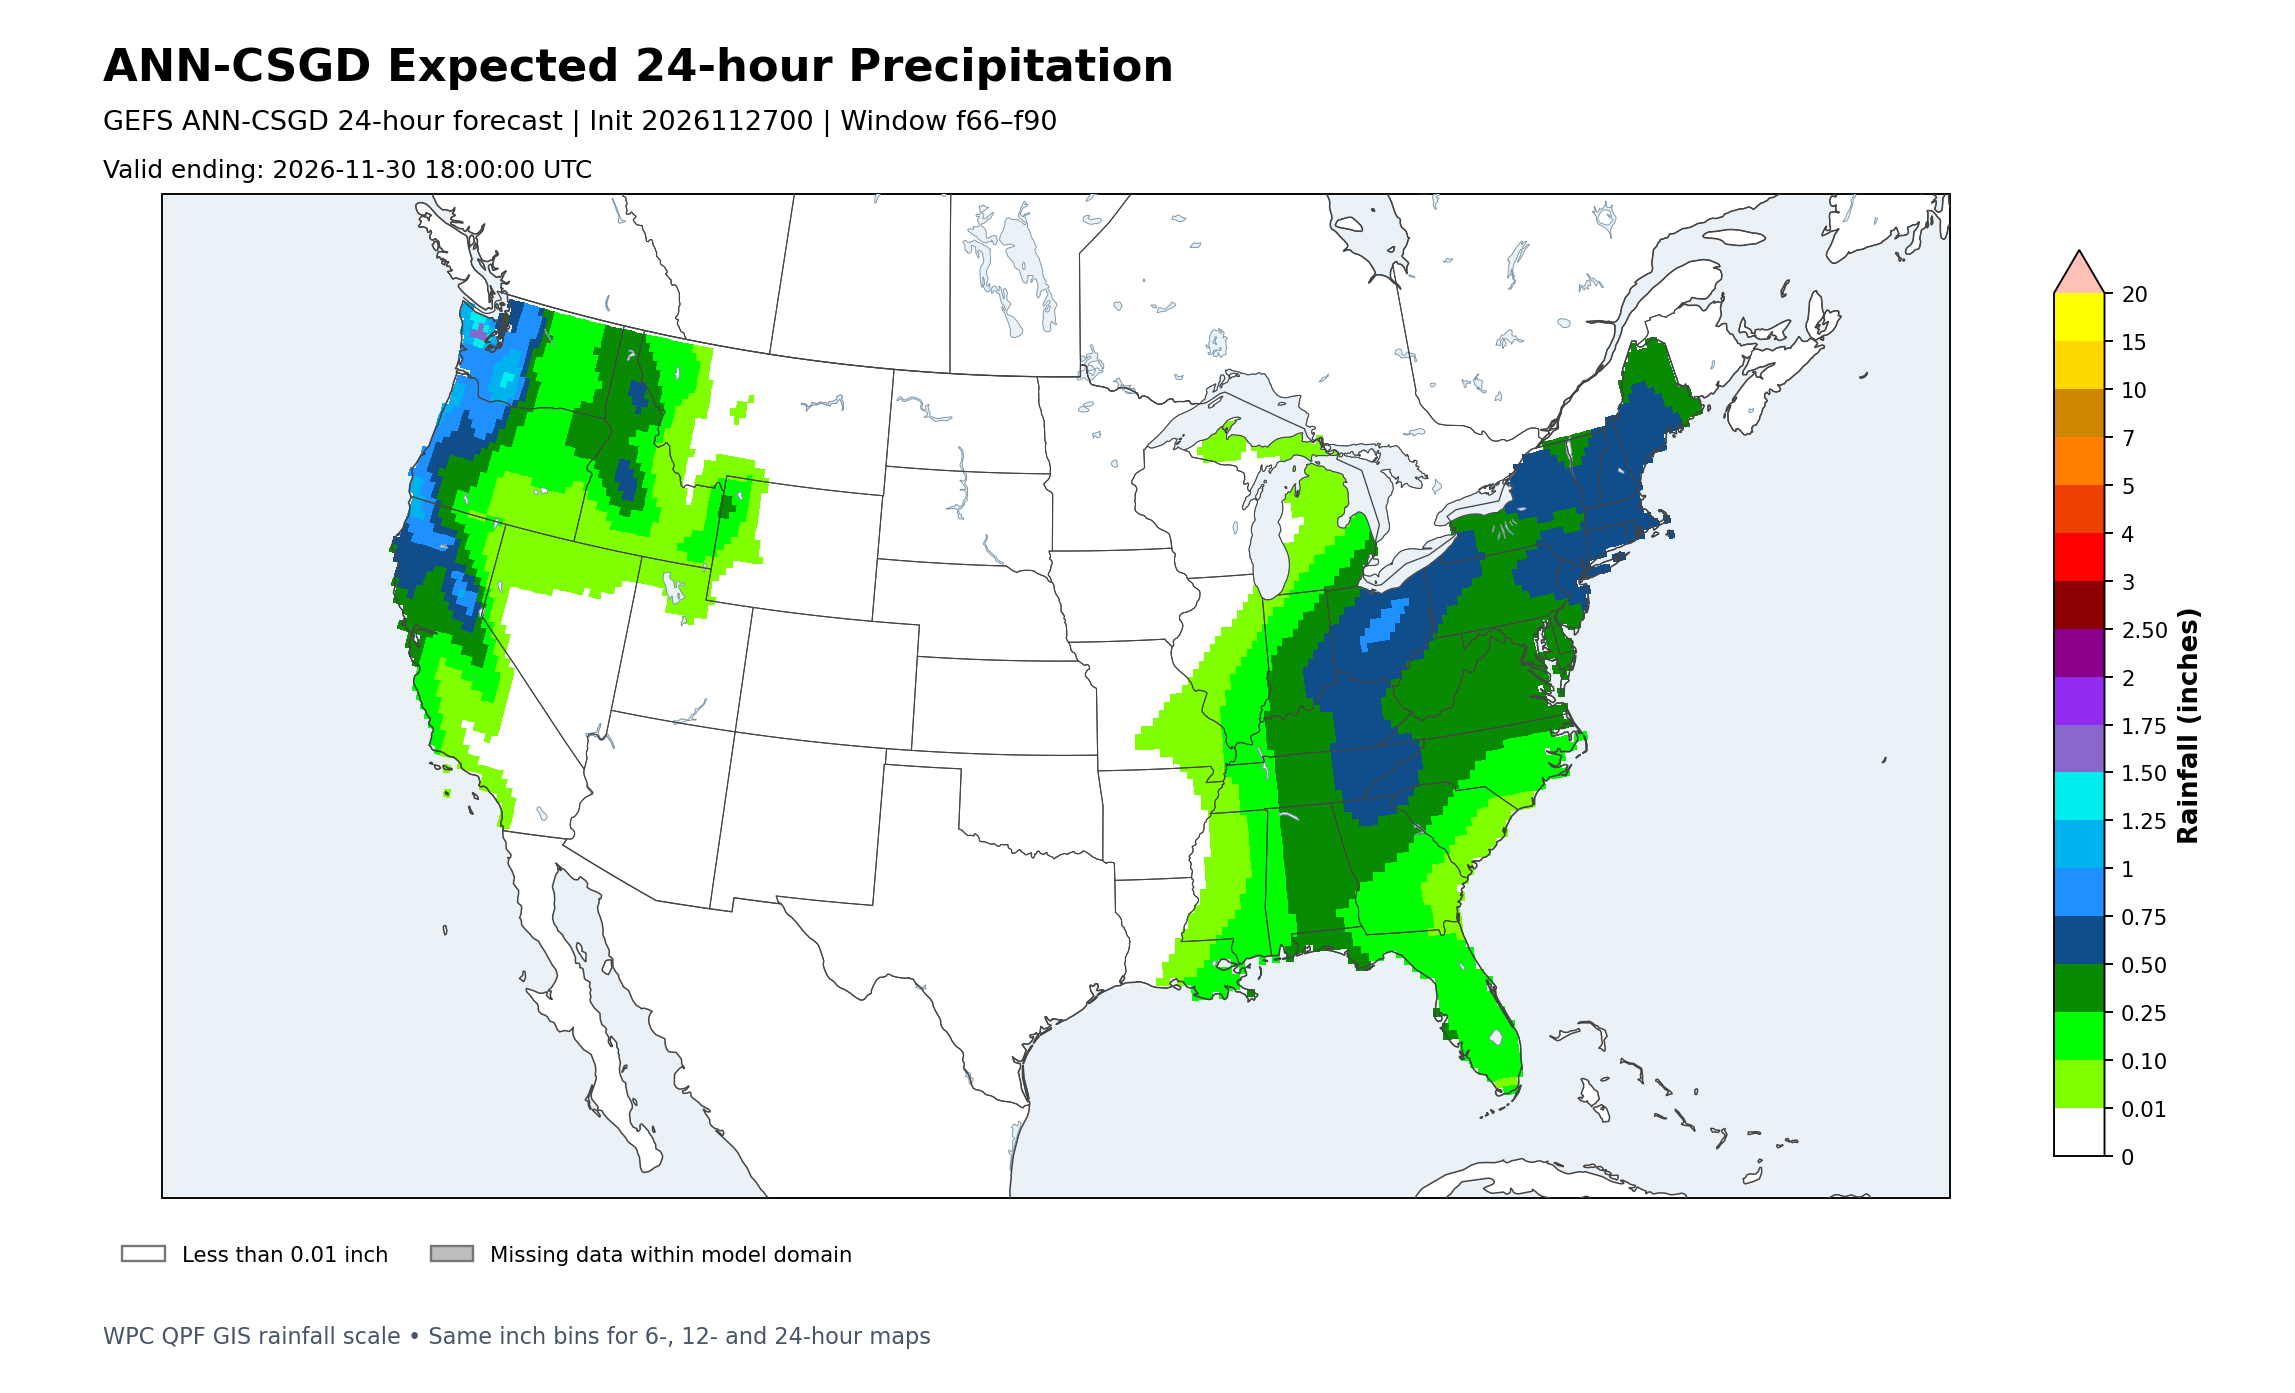 ANN-CSGD Expected 24-hour Precipitation
GEFS ANN-CSGD 24-hour forecast | Init 2026112700 | Window f66–f90
Valid ending: 2026-11-30 18:00:00 UTC
20
15
10
7
5
4
3
2.50
2
1.75
1.50
1.25
1
0.75
0.50
0.25
0.10
0.01
0
Rainfall (inches)
Less than 0.01 inch
Missing data within model domain
WPC QPF GIS rainfall scale • Same inch bins for 6-, 12- and 24-hour maps